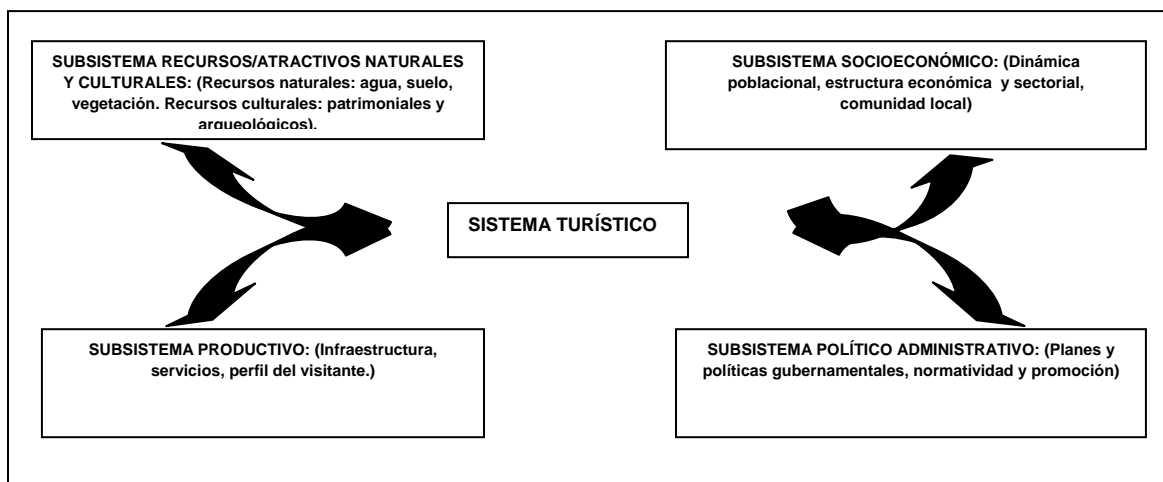 SUBSISTEMA RECURSOS/ATRACTIVOS NATURALES
Y CULTURALES: (Recursos naturales: agua, suelo,
vegetación. Recursos culturales: patrimoniales y
arqueológicos).
SUBSISTEMA SOCIOECONÓMICO: (Dinámica
poblacional, estructura económica y sectorial,
comunidad local)
SISTEMA TURÍSTICO
SUBSISTEMA PRODUCTIVO: (Infraestructura,
servicios, perfil del visitante.)
SUBSISTEMA POLÍTICO ADMINISTRATIVO: (Planes y
políticas gubernamentales, normatividad y promoción)